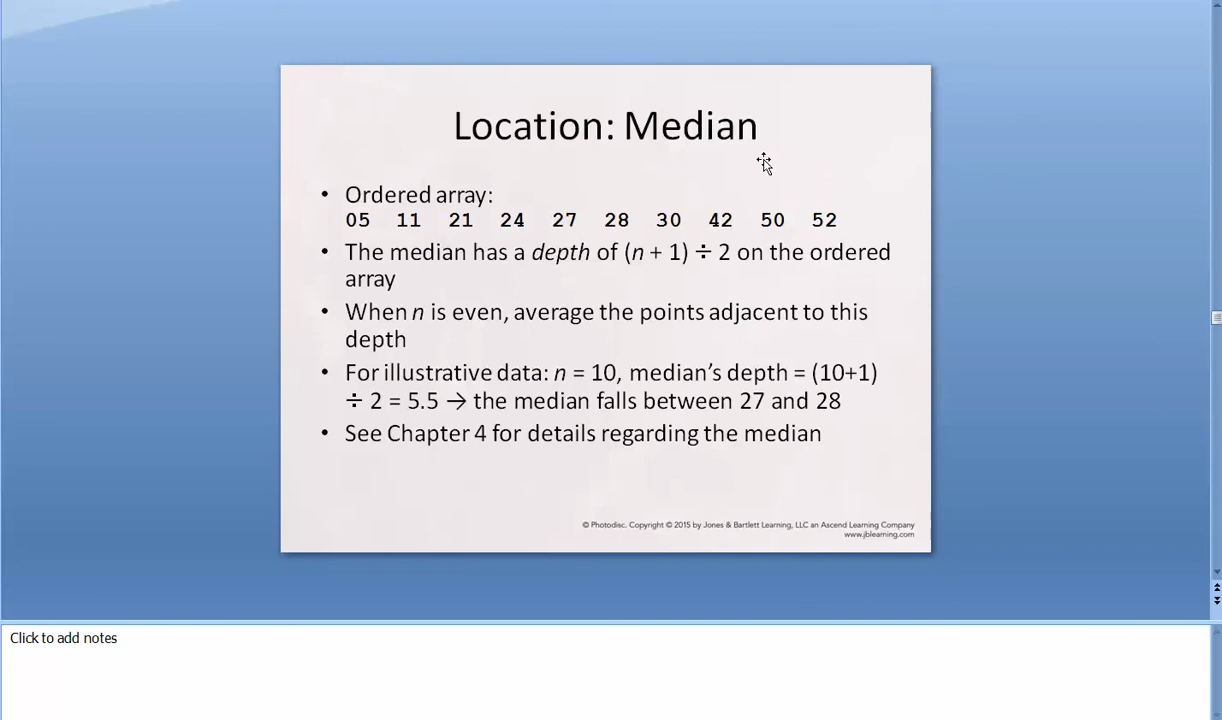 Location: Median
• Ordered array:
05 11 21 24 27 28 30 42 50 52
• The median has a depth of (n + 1) ÷ 2 on the ordered
array
• When n is even, average the points adjacent to this
depth
• For illustrative data: n = 10, median’s depth = (10+1)
÷ 2 = 5.5 → the median falls between 27 and 28
• See Chapter 4 for details regarding the median
© Photodisc. Copyright © 2015 by Jones & Bartlett Learning, LLC an Ascend Learning Company
www.jblearning.com
Click to add notes